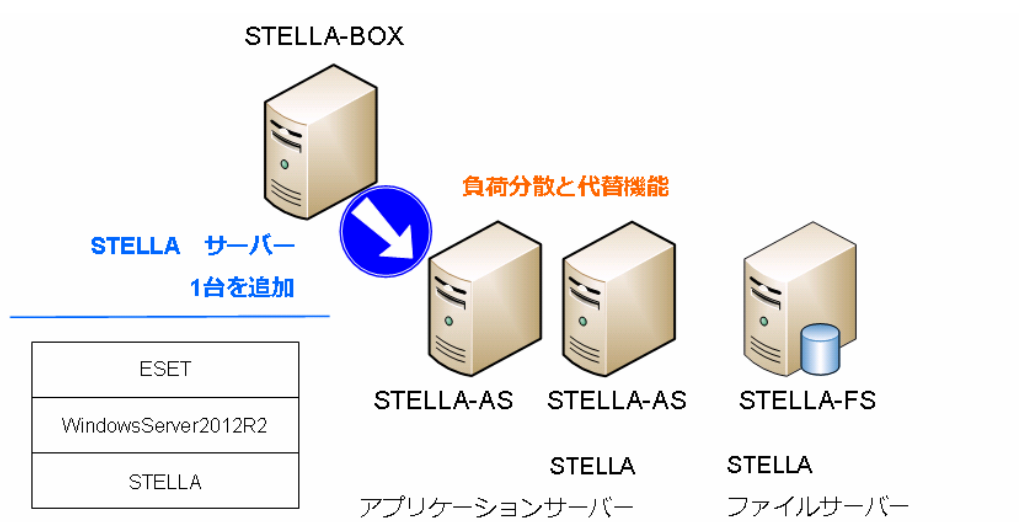 STELLA-BOX
負荷分散と代替機能
STELLA サーバー
1台を追加
ESET
WindowsServer2012R2
STELLA
STELLA-AS
STELLA-AS
STELLA-FS
STELLA
アプリケーションサーバー
STELLA
ファイルサーバー